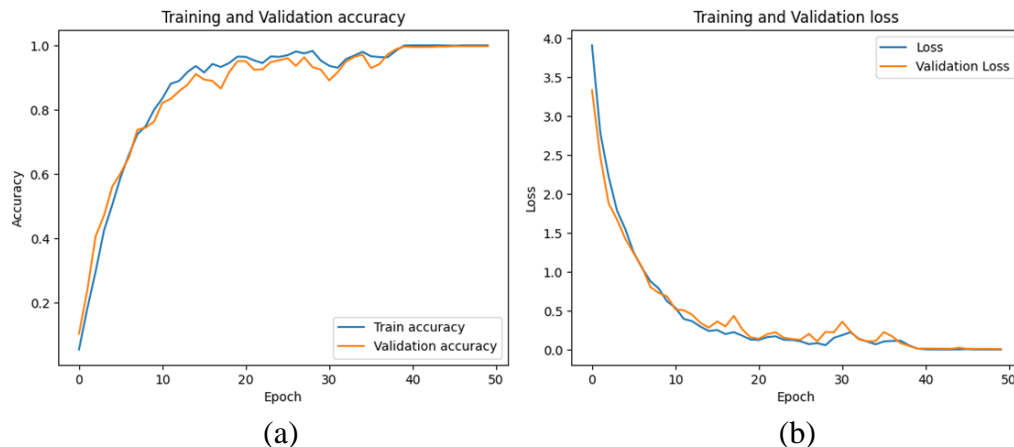 Training and Validation accuracy
1.0
0.8
0.6
0.4
0.2
Accuracy
Train accuracy
Validation accuracy
0 10 20 30 40 50
Epoch
(a)
Training and Validation loss
4.0
3.5
3.0
2.5
2.0
1.5
1.0
0.5
0.0
Loss
Loss
Validation Loss
0 10 20 30 40 50
Epoch
(b)